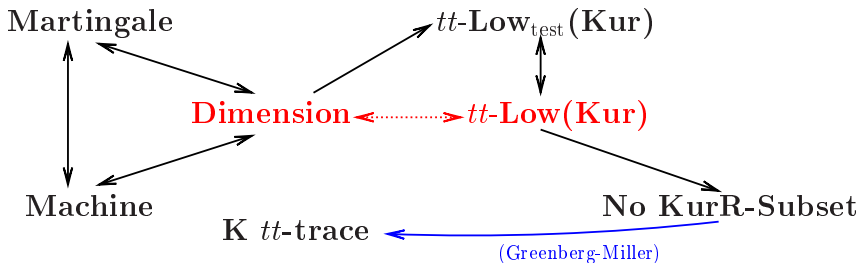 Martingale
tt-Low_test(Kur)
Dimension
tt-Low(Kur)
Machine
No KurR-Subset
K tt-trace
(Greenberg-Miller)